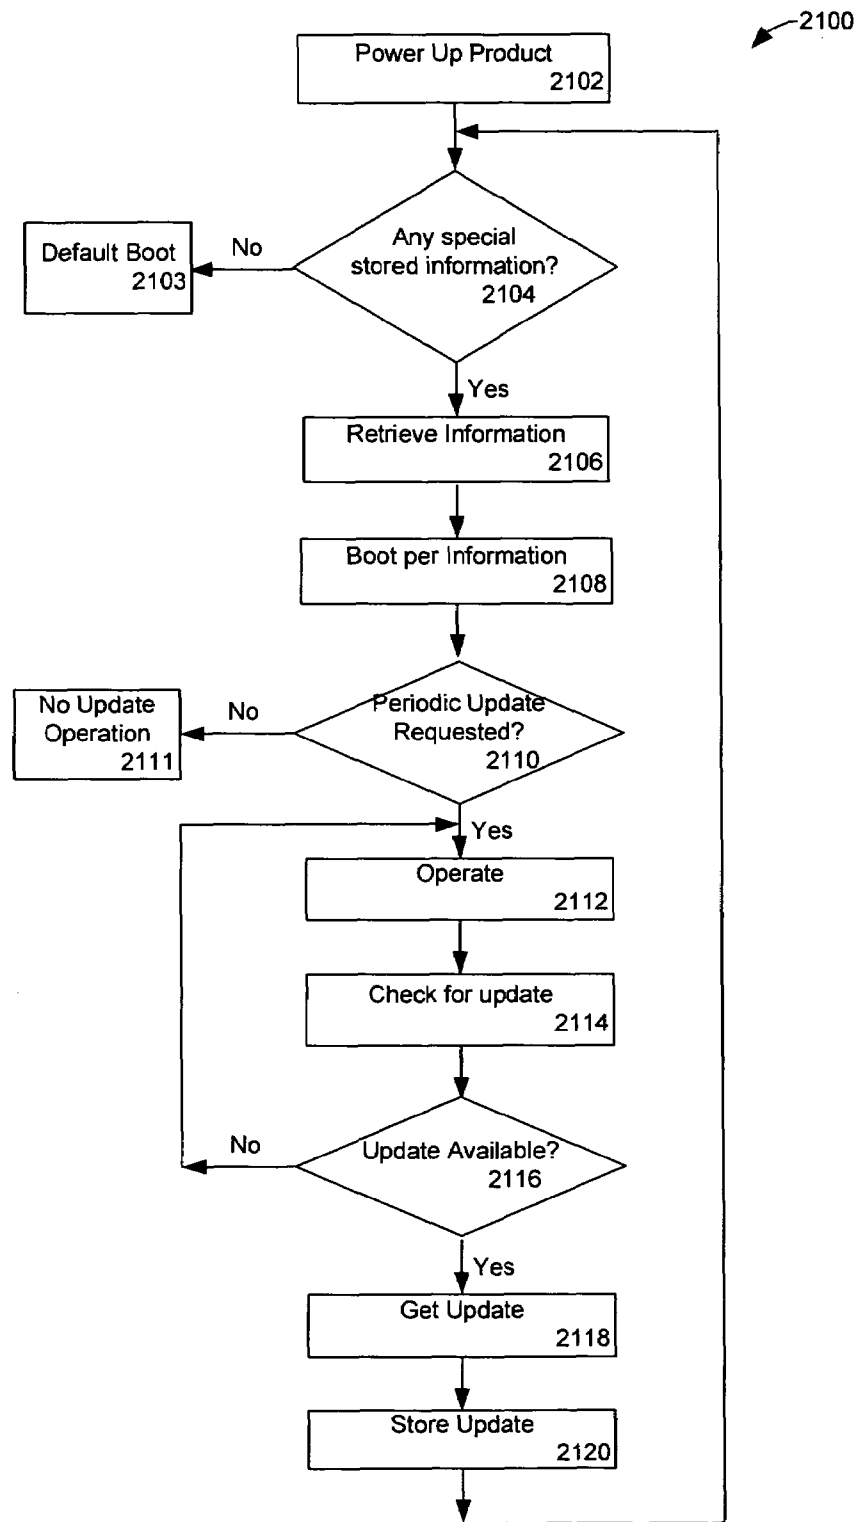 2100
Power Up Product
2102
Any special
stored information?
2104
No
Default Boot
2103
Yes
Retrieve Information
2106
Boot per Information
2108
Periodic Update
Requested?
2110
No
No Update
Operation
2111
Yes
Operate
2112
Check for update
2114
Update Available?
2116
No
Yes
Get Update
2118
Store Update
2120